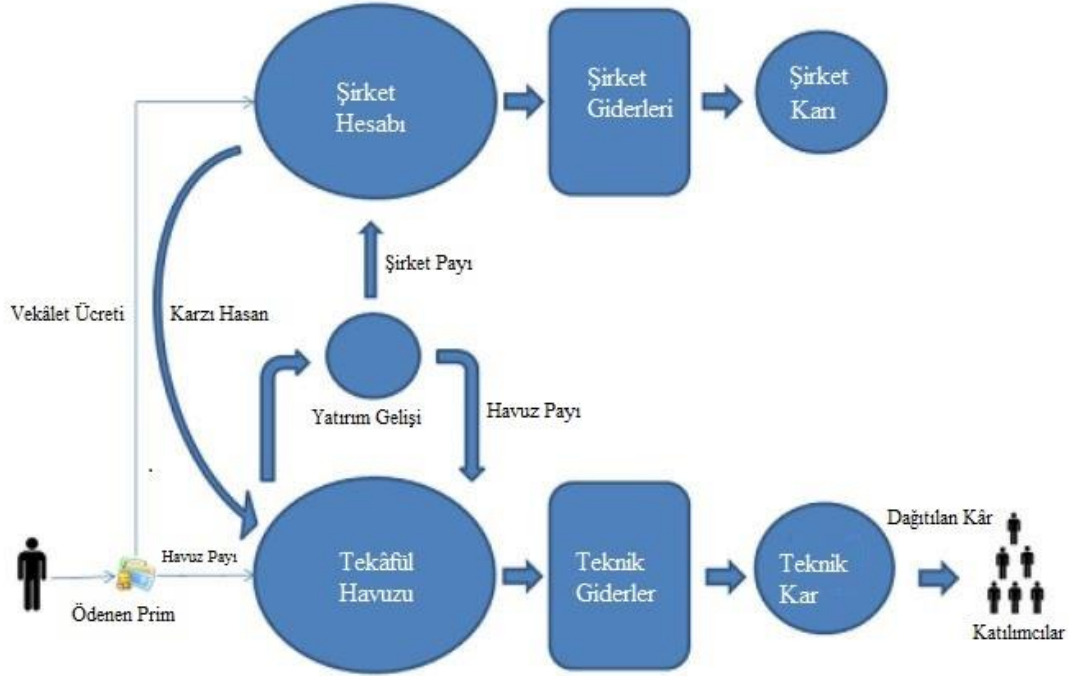 Şirket
Hesabı
Şirket
Giderleri
Şirket
Karı
Şirket Payı
Vekâlet Ücreti
Karzı Hasan
Yatırım Gelişi
Havuz Payı
Havuz Payı
Ödenen Prim
Tekâfül
Havuzu
Teknik
Giderler
Teknik
Kar
Dağıtılan Kâr
Katılımcılar